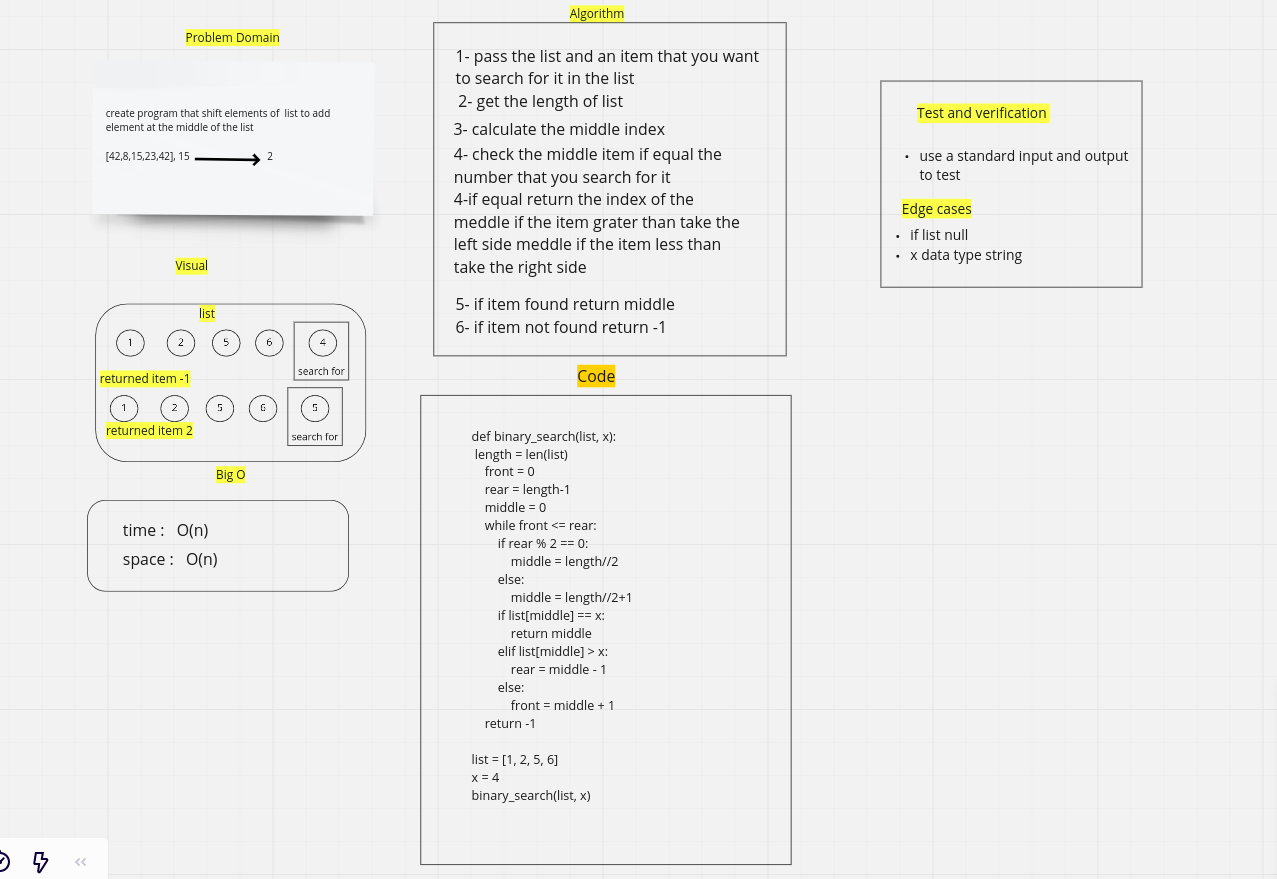 Problem Domain
create program that shift elements of  list to add
element at the middle of the list
[42,8,15,23,42], 15
2
Visual
list
1 2 5 6 4
search for
returned item -1
1 2 5 6 5
returned item 2
search for
Big O
time :   O(n)
space :   O(n)
Algorithm
1- pass the list and an item that you want
to search for it in the list
2- get the length of list
3- calculate the middle index
4- check the middle item if equal the
number that you search for it
4-if equal return the index of the
meddle if the item grater than take the
left side meddle if the item less than
take the right side
5- if item found return middle
6- if item not found return -1
Code
def binary_search(list, x):
 length = len(list)
    front = 0
    rear = length-1
    middle = 0
    while front <= rear:
        if rear % 2 == 0:
            middle = length//2
        else:
            middle = length//2+1
        if list[middle] == x:
            return middle
        elif list[middle] > x:
            rear = middle - 1
        else:
            front = middle + 1
    return -1
list = [1, 2, 5, 6]
x = 4
binary_search(list, x)
Test and verification
• use a standard input and output
to test
Edge cases
• if list null
• x data type string